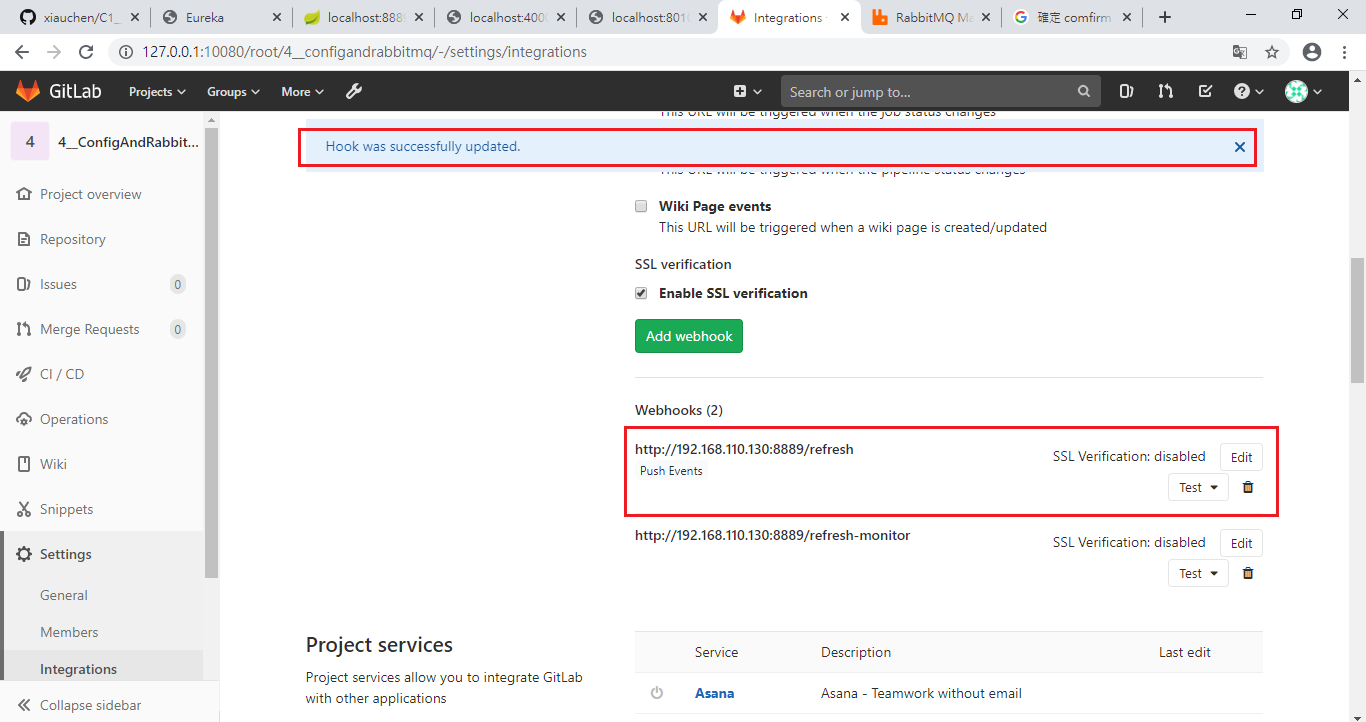 xiauchen/C1_
Eureka
localhost:888
localhost:400
localhost:801
Integrations
RabbitMQ Ma
確定 comfirm
127.0.0.1:10080/root/4__configandrabbitmq/-/settings/integrations
GitLab
Projects
Groups
More
Search or jump to...
4
4__ConfigAndRabbit...
Project overview
Repository
Issues
0
Merge Requests
0
CI / CD
Operations
Wiki
Snippets
Settings
General
Members
Integrations
Collapse sidebar
This URL will be triggered when the job status changes
Hook was successfully updated.
This URL will be triggered when the pipeline status changes
Wiki Page events
This URL will be triggered when a wiki page is created/updated
SSL verification
Enable SSL verification
Add webhook
Webhooks (2)
http://192.168.110.130:8889/refresh
SSL Verification: disabled
Edit
Push Events
Test
http://192.168.110.130:8889/refresh-monitor
SSL Verification: disabled
Edit
Test
Project services
Project services allow you to integrate GitLab
with other applications
Service
Description
Last edit
Asana
Asana - Teamwork without email